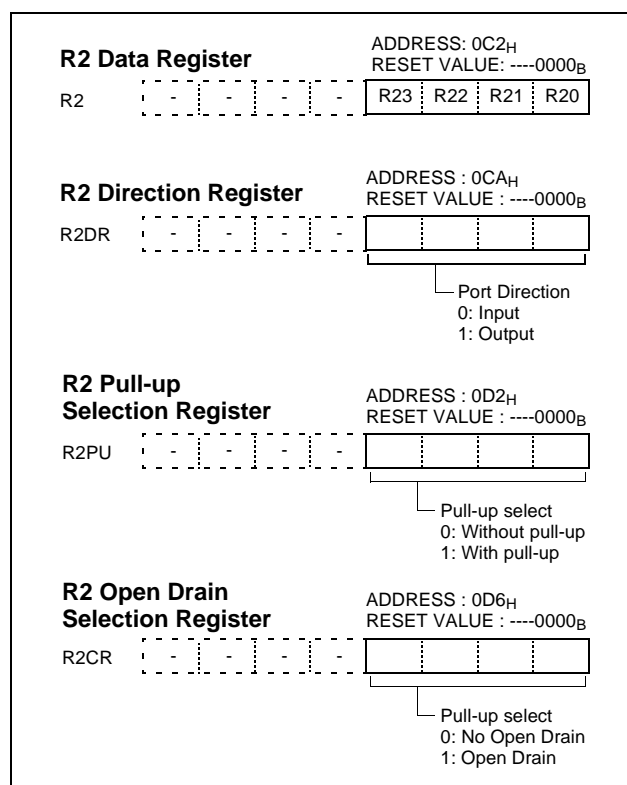 R2 Data Register
ADDRESS: 0C2H
RESET VALUE: ----0000B
R2 - - - - R23 R22 R21 R20
R2 Direction Register
ADDRESS : 0CAH
RESET VALUE : ----0000B
R2DR - - - -
Port Direction
0: Input
1: Output
R2 Pull-up
Selection Register
ADDRESS : 0D2H
RESET VALUE : ----0000B
R2PU - - - -
Pull-up select
0: Without pull-up
1: With pull-up
R2 Open Drain
Selection Register
ADDRESS : 0D6H
RESET VALUE : ----0000B
R2CR - - - -
Pull-up select
0: No Open Drain
1: Open Drain